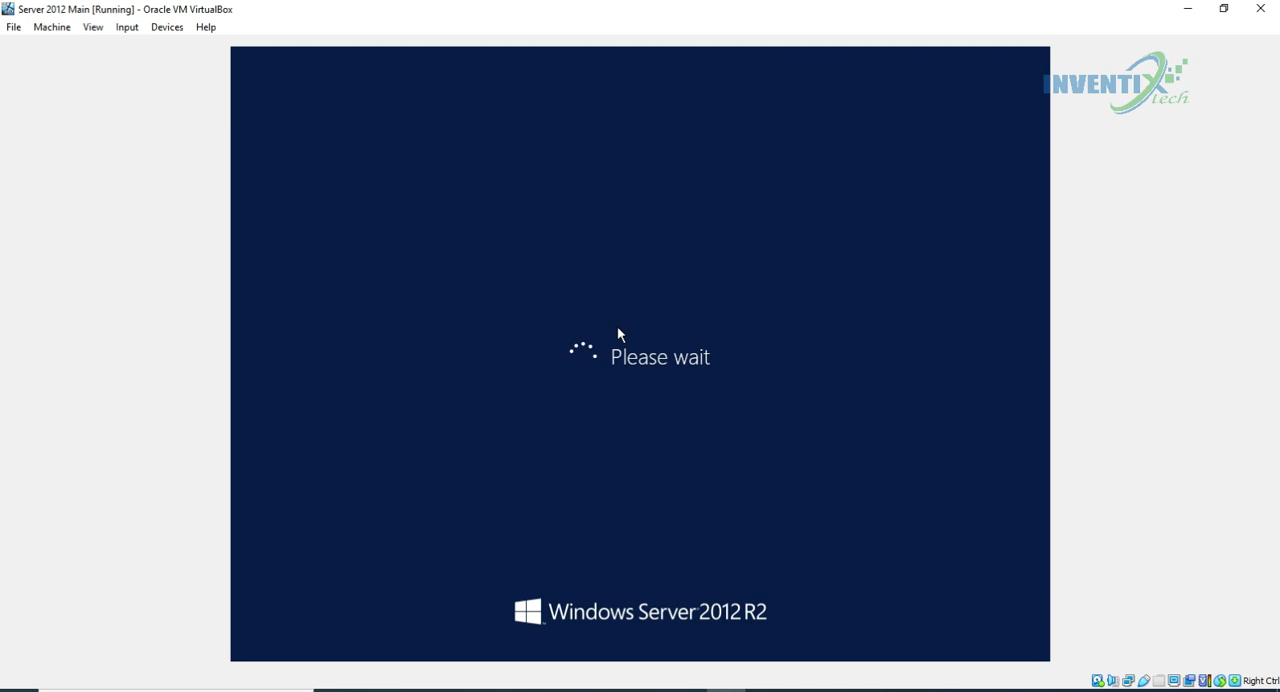 Server 2012 Main [Running] - Oracle VM VirtualBox
File Machine View Input Devices Help
INVENTIX
tech
Please wait
Windows Server 2012 R2
Right Ctrl